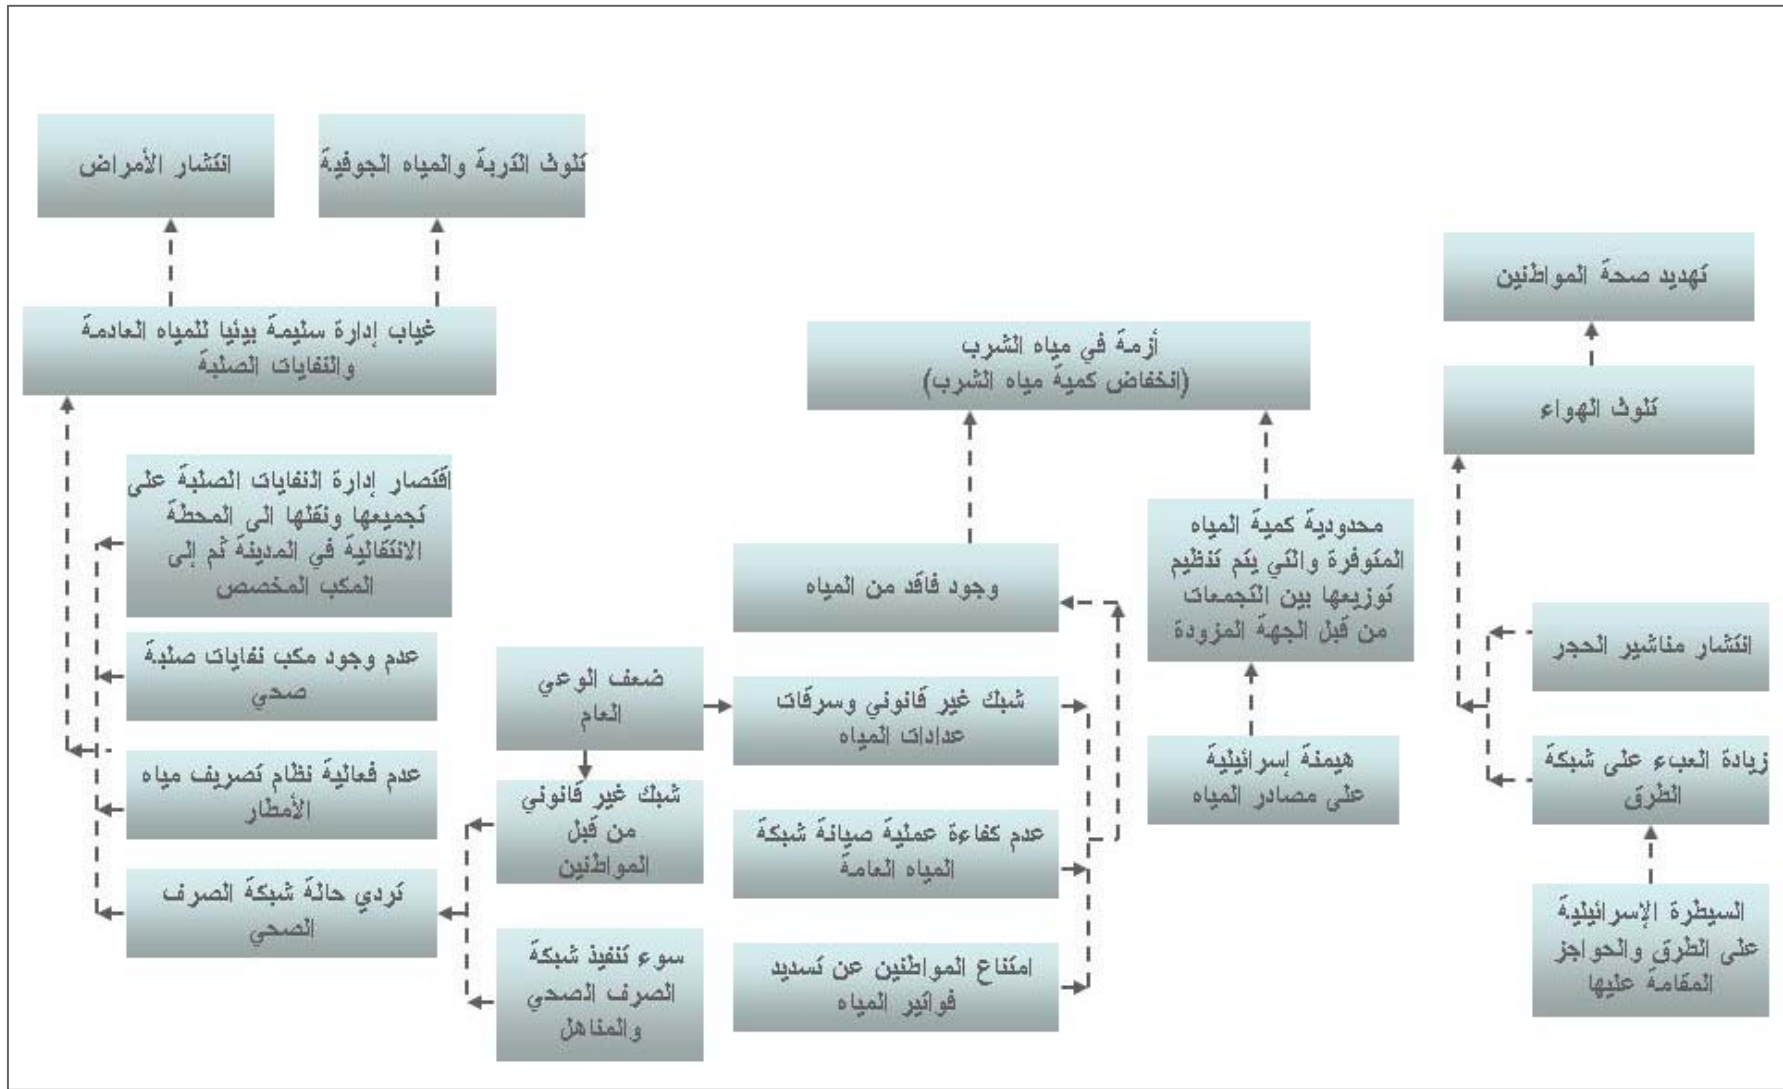 انتشار الأمراض
تلوث التربة والمياه الجوفية
غياب إدارة سليمة بيئيا للمياه العادمة
والنفايات الصلبة
اقتصار إدارة النفايات الصلبة على
تجميعها ونقلها الى المحطة
الانتقالية في المدينة ثم إلى
المكب المخصص
عدم وجود مكب نفايات صلبة
صحي
عدم فعالية نظام تصريف مياه
الأمطار
تردي حالة شبكة الصرف
الصحي
ضعف الوعي
العام
شبك غير قانوني
من قبل
المواطنين
سوء تنفيذ شبكة
الصرف الصحي
والمناهل
أزمة في مياه الشرب
(انخفاض كمية مياه الشرب)
وجود فاقد من المياه
شبك غير قانوني وسرقات
عدادات المياه
عدم كفاءة عملية صيانة شبكة
المياه العامة
امتناع المواطنين عن تسديد
فواتير المياه
محدودية كمية المياه
المتوفرة والتي يتم تنظيم
توزيعها بين التجمعات
من قبل الجهة المزودة
هيمنة إسرائيلية
على مصادر المياه
تهديد صحة المواطنين
تلوث الهواء
انتشار مناشير الحجر
زيادة العبء على شبكة
الطرق
السيطرة الإسرائيلية
على الطرق والحواجز
المقامة عليها